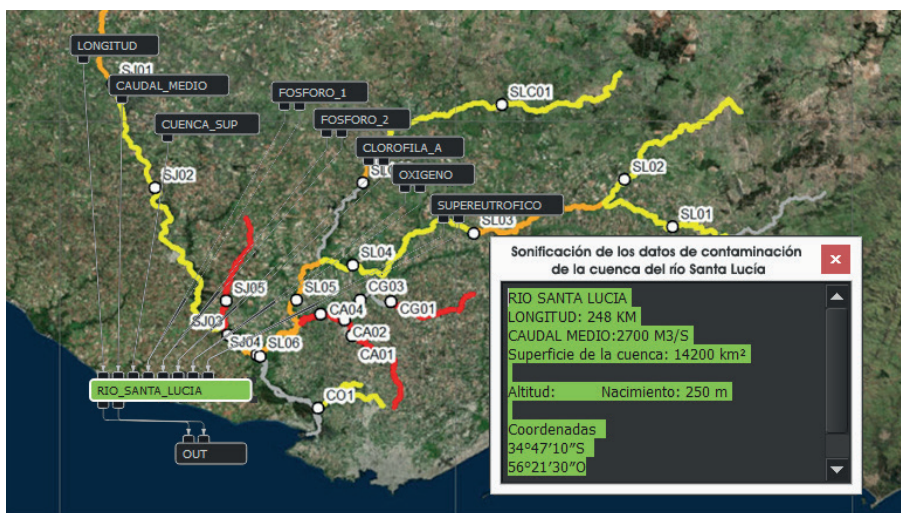 LONGITUD
SJ01
CAUDAL_MEDIO
FOSFORO_1
SLC01
CUENCA_SUP
FOSFORO_2
CLOROFILA_A
SJ02
OXIGENO
SL02
SUPEREUTROFICO
SL03
SL01
SL04
SJ05
SL05
CG03
CG01
CA04
SJ03
SJ04
SL06
CA02
CA01
RIO_SANTA_LUCIA
CO1
OUT
Sonificación de los datos de contaminación
de la cuenca del río Santa Lucía
RIO SANTA LUCIA
LONGITUD: 248 KM
CAUDAL MEDIO:2700 M3/S
Superficie de la cuenca: 14200 km²
Altitud: Nacimiento: 250 m
Coordenadas
34°47′10″S
56°21′30″O